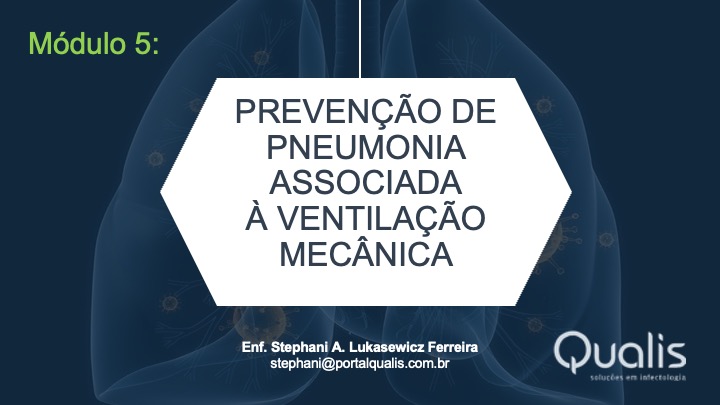 Módulo 5:
PREVENÇÃO DE
PNEUMONIA
ASSOCIADA
À VENTILAÇÃO
MECÂNICA
Enf. Stephani A. Lukasewicz Ferreira
stephani@portalqualis.com.br
Qualis
soluções em infectologia